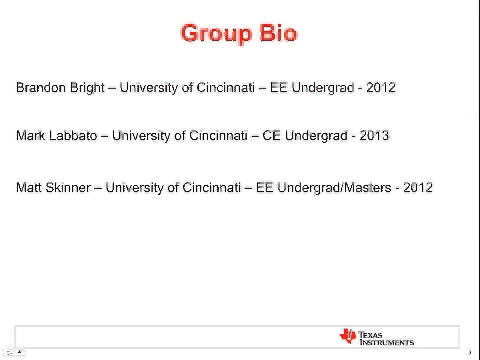 Group Bio
Brandon Bright – University of Cincinnati – EE Undergrad - 2012
Mark Labbato – University of Cincinnati – CE Undergrad - 2013
Matt Skinner – University of Cincinnati – EE Undergrad/Masters - 2012
TEXAS
INSTRUMENTS